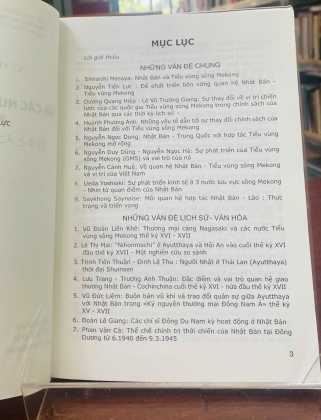 MỤC LỤC
Lời giới thiệu
NHỮNG VẤN ĐỀ CHUNG
1. Shiraishi Masaya: Nhật Bản và Tiểu vùng sông Mekong
2. Nguyễn Tiến Lực : Để phát triển bền vững quan hệ Nhật Bản -
Tiểu vùng Mekong
3. Dương Quang Hiệp - Lê Vũ Trường Giang: Sự thay đổi về vị trí chiến
lược của các quốc gia Tiểu vùng sông Mekong trong chính sách của
Nhật Bản qua các thời kỳ lịch sử -
4. Huỳnh Phương Anh: Những yếu tố dẫn tới sự thay đổi chính sách của
Nhật Bản đối với Tiểu vùng sông Mekong
5. Nguyễn Ngọc Dung: Nhật Bản - Trung Quốc với hợp tác Tiểu vùng
Mekong mở rộng
6. Nguyễn Duy Dũng - Nguyễn Ngọc Hà: Sự phát triển của Tiểu vùng
sông Mekong (GMS) và vai trò của nó
7. Nguyễn Cảnh Huệ: Về quan hệ Nhật Bản - Tiểu vùng sông Mekong
và vị trí của Việt Nam
8. Ueda Yoshiaki: Sự phát triển kinh tế ở 3 nước lưu vực sông Mekong
- Nhìn từ quan điểm của Nhật Bản
9. Saykhong Saynaise: Mối quan hệ hợp tác Nhật Bản - Lào : Thực
trạng và triển vọng
NHỮNG VẤN ĐỀ LỊCH SỬ- VĂN HÓA
1. Vũ Đoàn Liên Khê: Thương mại cảng Nagasaki và các nước Tiểu
vùng sông Mekong thế kỷ XVI - XVII
2. Lê Thị Mai: "Nihonmachi" ở Ayutthaya và Hội An vào cuối thế kỷ XVI
đầu thế kỷ XVII - Một nghiên cứu so sánh
3. Trịnh Tiến Thuận - Đinh Lệ Thu : Người Nhật ở Thái Lan (Ayutthaya)
thời đại Shuinsen
4. Lưu Trang - Trương Anh Thuận: Đặc điểm và vai trò quan hệ giao
thương Nhật Bản - Cochinchina cuối thế kỷ XVI - nửa đầu thế kỷ XVII
5. Vũ Đức Liêm: Buôn bán vũ khí và trao đổi quân sự giữa Ayutthaya
với Nhật Bản trong «Kỷ nguyên thương mại Đông Nam Á» thế kỷ
XV - XVII
6. Đoàn Lê Giang: Các chí sĩ Đông Du Nam kỳ hoạt động ở Nhật Bản
7. Phan Văn Cả: Thể chế chính trị thời chiến của Nhật Bản tại Đông
Dương từ 6.1940 đến 9.3.1945
3